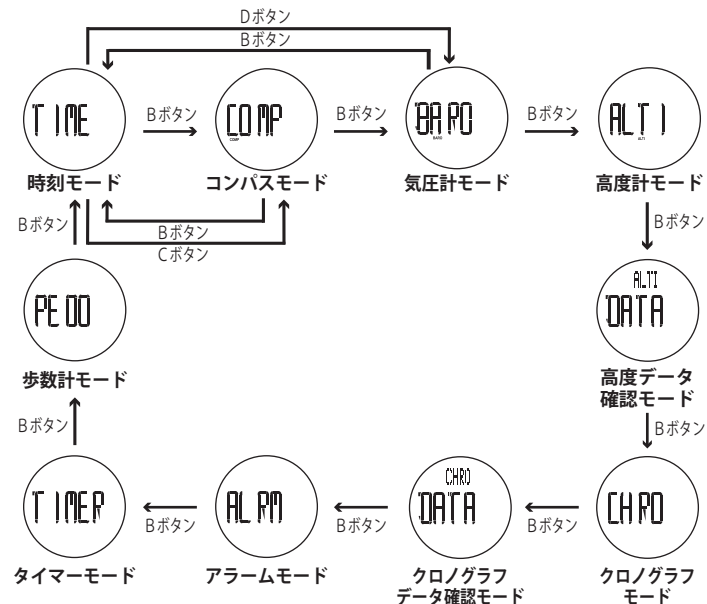 Dボタン
Bボタン
TIME
Bボタン
COMP
COMP
Bボタン
BARO
BARO
Bボタン
ALTI
ALTI
時刻モード
コンパスモード
気圧計モード
高度計モード
Bボタン
Bボタン
Cボタン
Bボタン
PEDO
ALTI
DATA
歩数計モード
高度データ
確認モード
Bボタン
Bボタン
TIMER
Bボタン
ALRM
Bボタン
CHRO
DATA
Bボタン
CHRO
タイマーモード
アラームモード
クロノグラフ
データ確認モード
クロノグラフ
モード